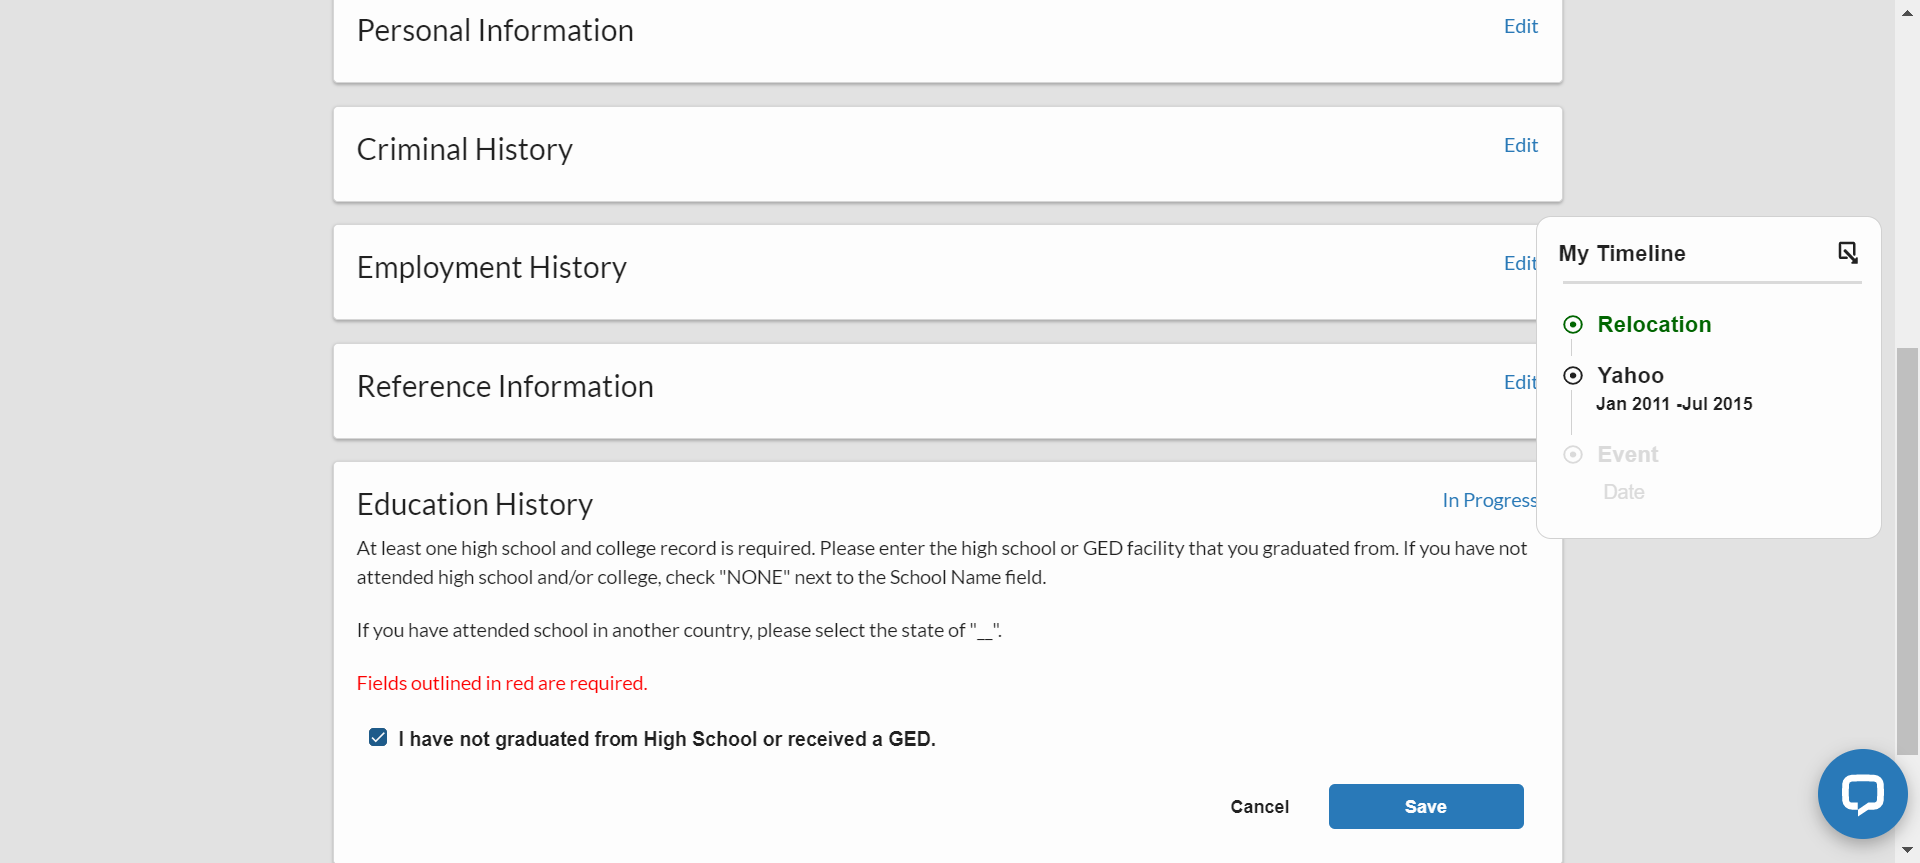 Personal Information
Edit
Criminal History
Edit
Employment History
Edit
Reference Information
Edit
My Timeline
Relocation
Yahoo
Jan 2011 -Jul 2015
Event
Date
Education History
In Progress
At least one high school and college record is required. Please enter the high school or GED facility that you graduated from. If you have not
attended high school and/or college, check "NONE" next to the School Name field.
If you have attended school in another country, please select the state of "__".
Fields outlined in red are required.
I have not graduated from High School or received a GED.
Cancel
Save